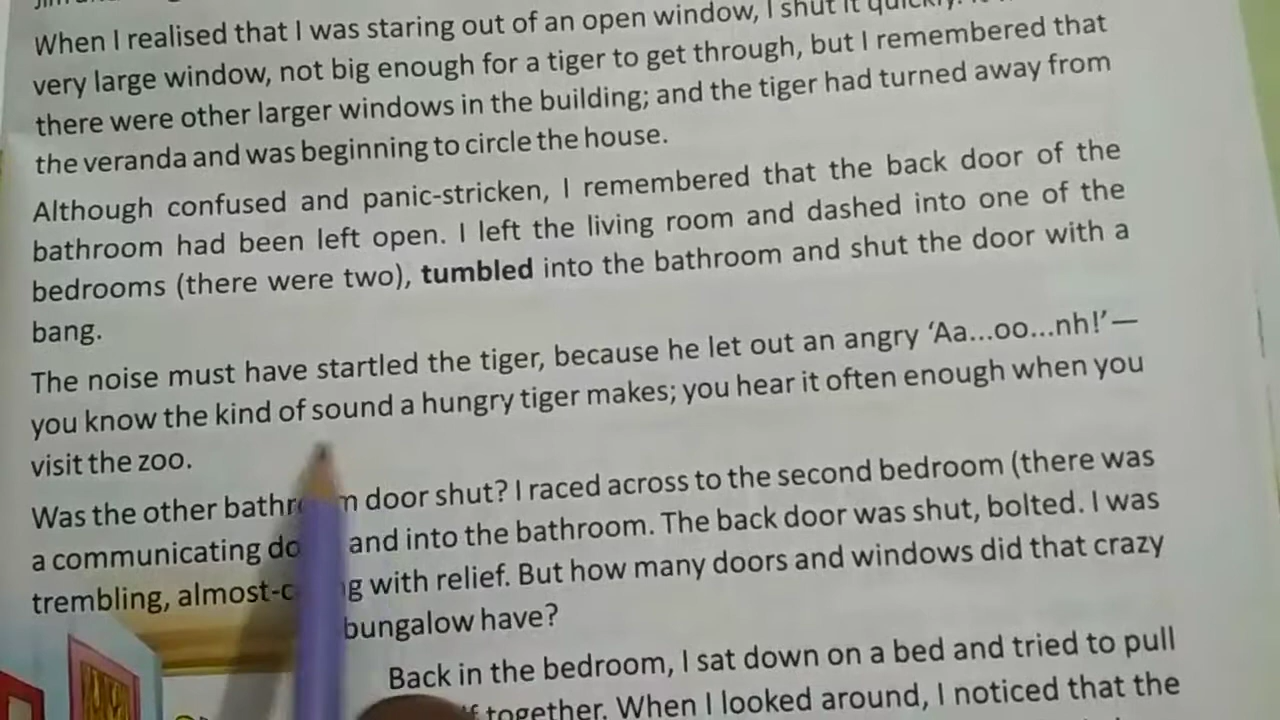 When I realised that I was staring out of an open window, I shut it quickly.
very large window, not big enough for a tiger to get through, but I remembered that
there were other larger windows in the building; and the tiger had turned away from
the veranda and was beginning to circle the house.
Although confused and panic-stricken, I remembered that the back door of the
bathroom had been left open. I left the living room and dashed into one of the
bedrooms (there were two), tumbled into the bathroom and shut the door with a
bang.
The noise must have startled the tiger, because he let out an angry ‘Aa...oo...nh!’—
you know the kind of sound a hungry tiger makes; you hear it often enough when you
visit the zoo.
Was the other door shut? I raced across to the second bedroom (there was
a communicating and into the bathroom. The back door was shut, bolted. I was
trembling, with relief. But how many doors and windows did that crazy
bungalow have?
Back in the bedroom, I sat down on a bed and tried to pull
together. When I looked around, I noticed that the